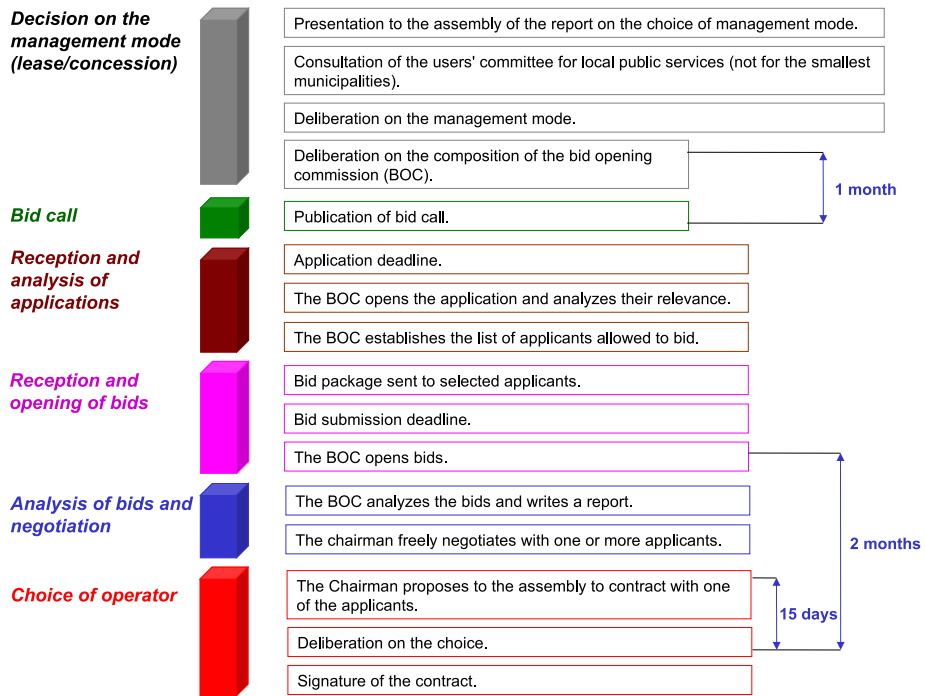 Decision on the
management mode
(lease/concession)
Presentation to the assembly of the report on the choice of management mode.
Consultation of the users' committee for local public services (not for the smallest
municipalities).
Deliberation on the management mode.
Deliberation on the composition of the bid opening
commission (BOC).
1 month
Bid call
Publication of bid call.
Reception and
analysis of
applications
Application deadline.
The BOC opens the application and analyzes their relevance.
The BOC establishes the list of applicants allowed to bid.
Reception and
opening of bids
Bid package sent to selected applicants.
Bid submission deadline.
The BOC opens bids.
Analysis of bids and
negotiation
The BOC analyzes the bids and writes a report.
The chairman freely negotiates with one or more applicants.
2 months
Choice of operator
The Chairman proposes to the assembly to contract with one
of the applicants.
15 days
Deliberation on the choice.
Signature of the contract.